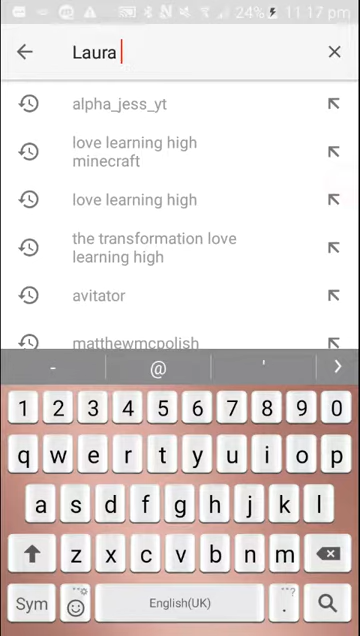 24% 11:17 pm
Laura
alpha_jess_yt
love learning high
minecraft
love learning high
the transformation love
learning high
avitator
matthewmcpolish
- @ '
1 2 3 4 5 6 7 8 9 0
q w e r t y u i o p
a s d f g h j k l
z x c v b n m
Sym English(UK) . ...?